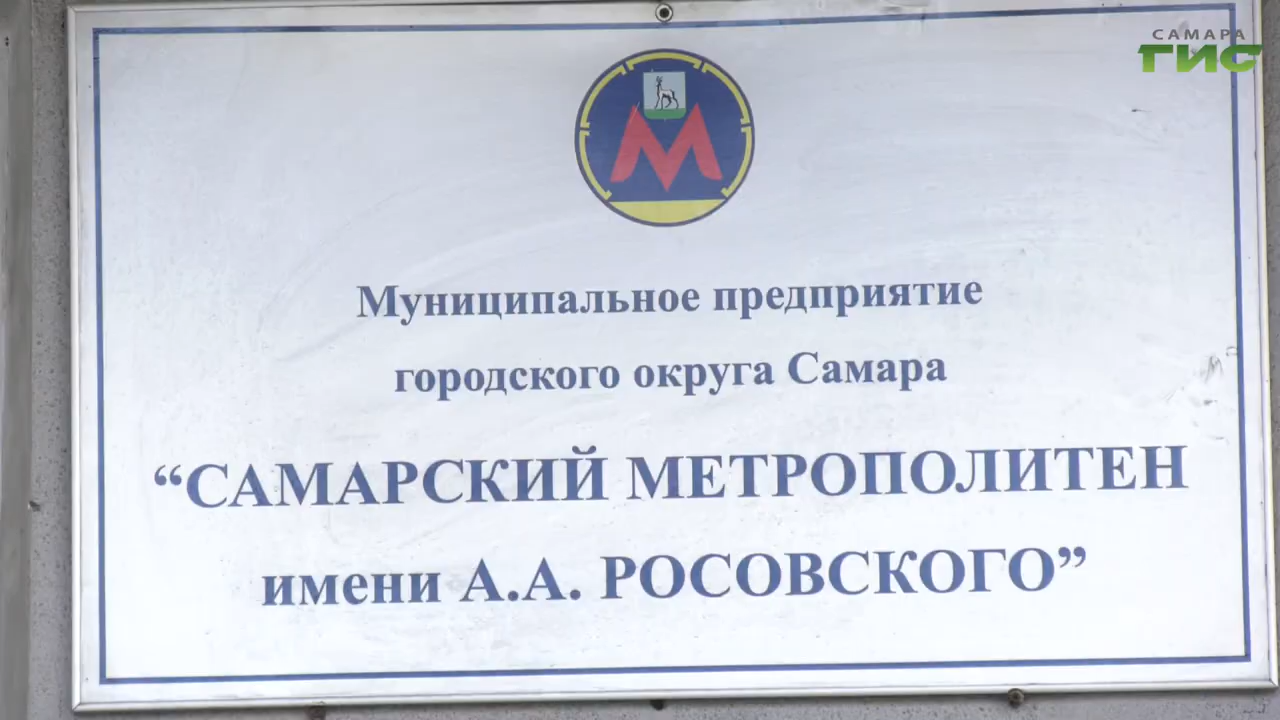 САМАРА
ГИС
М
Муниципальное предприятие
городского округа Самара
“САМАРСКИЙ МЕТРОПОЛИТЕН
имени А.А. РОСОВСКОГО”